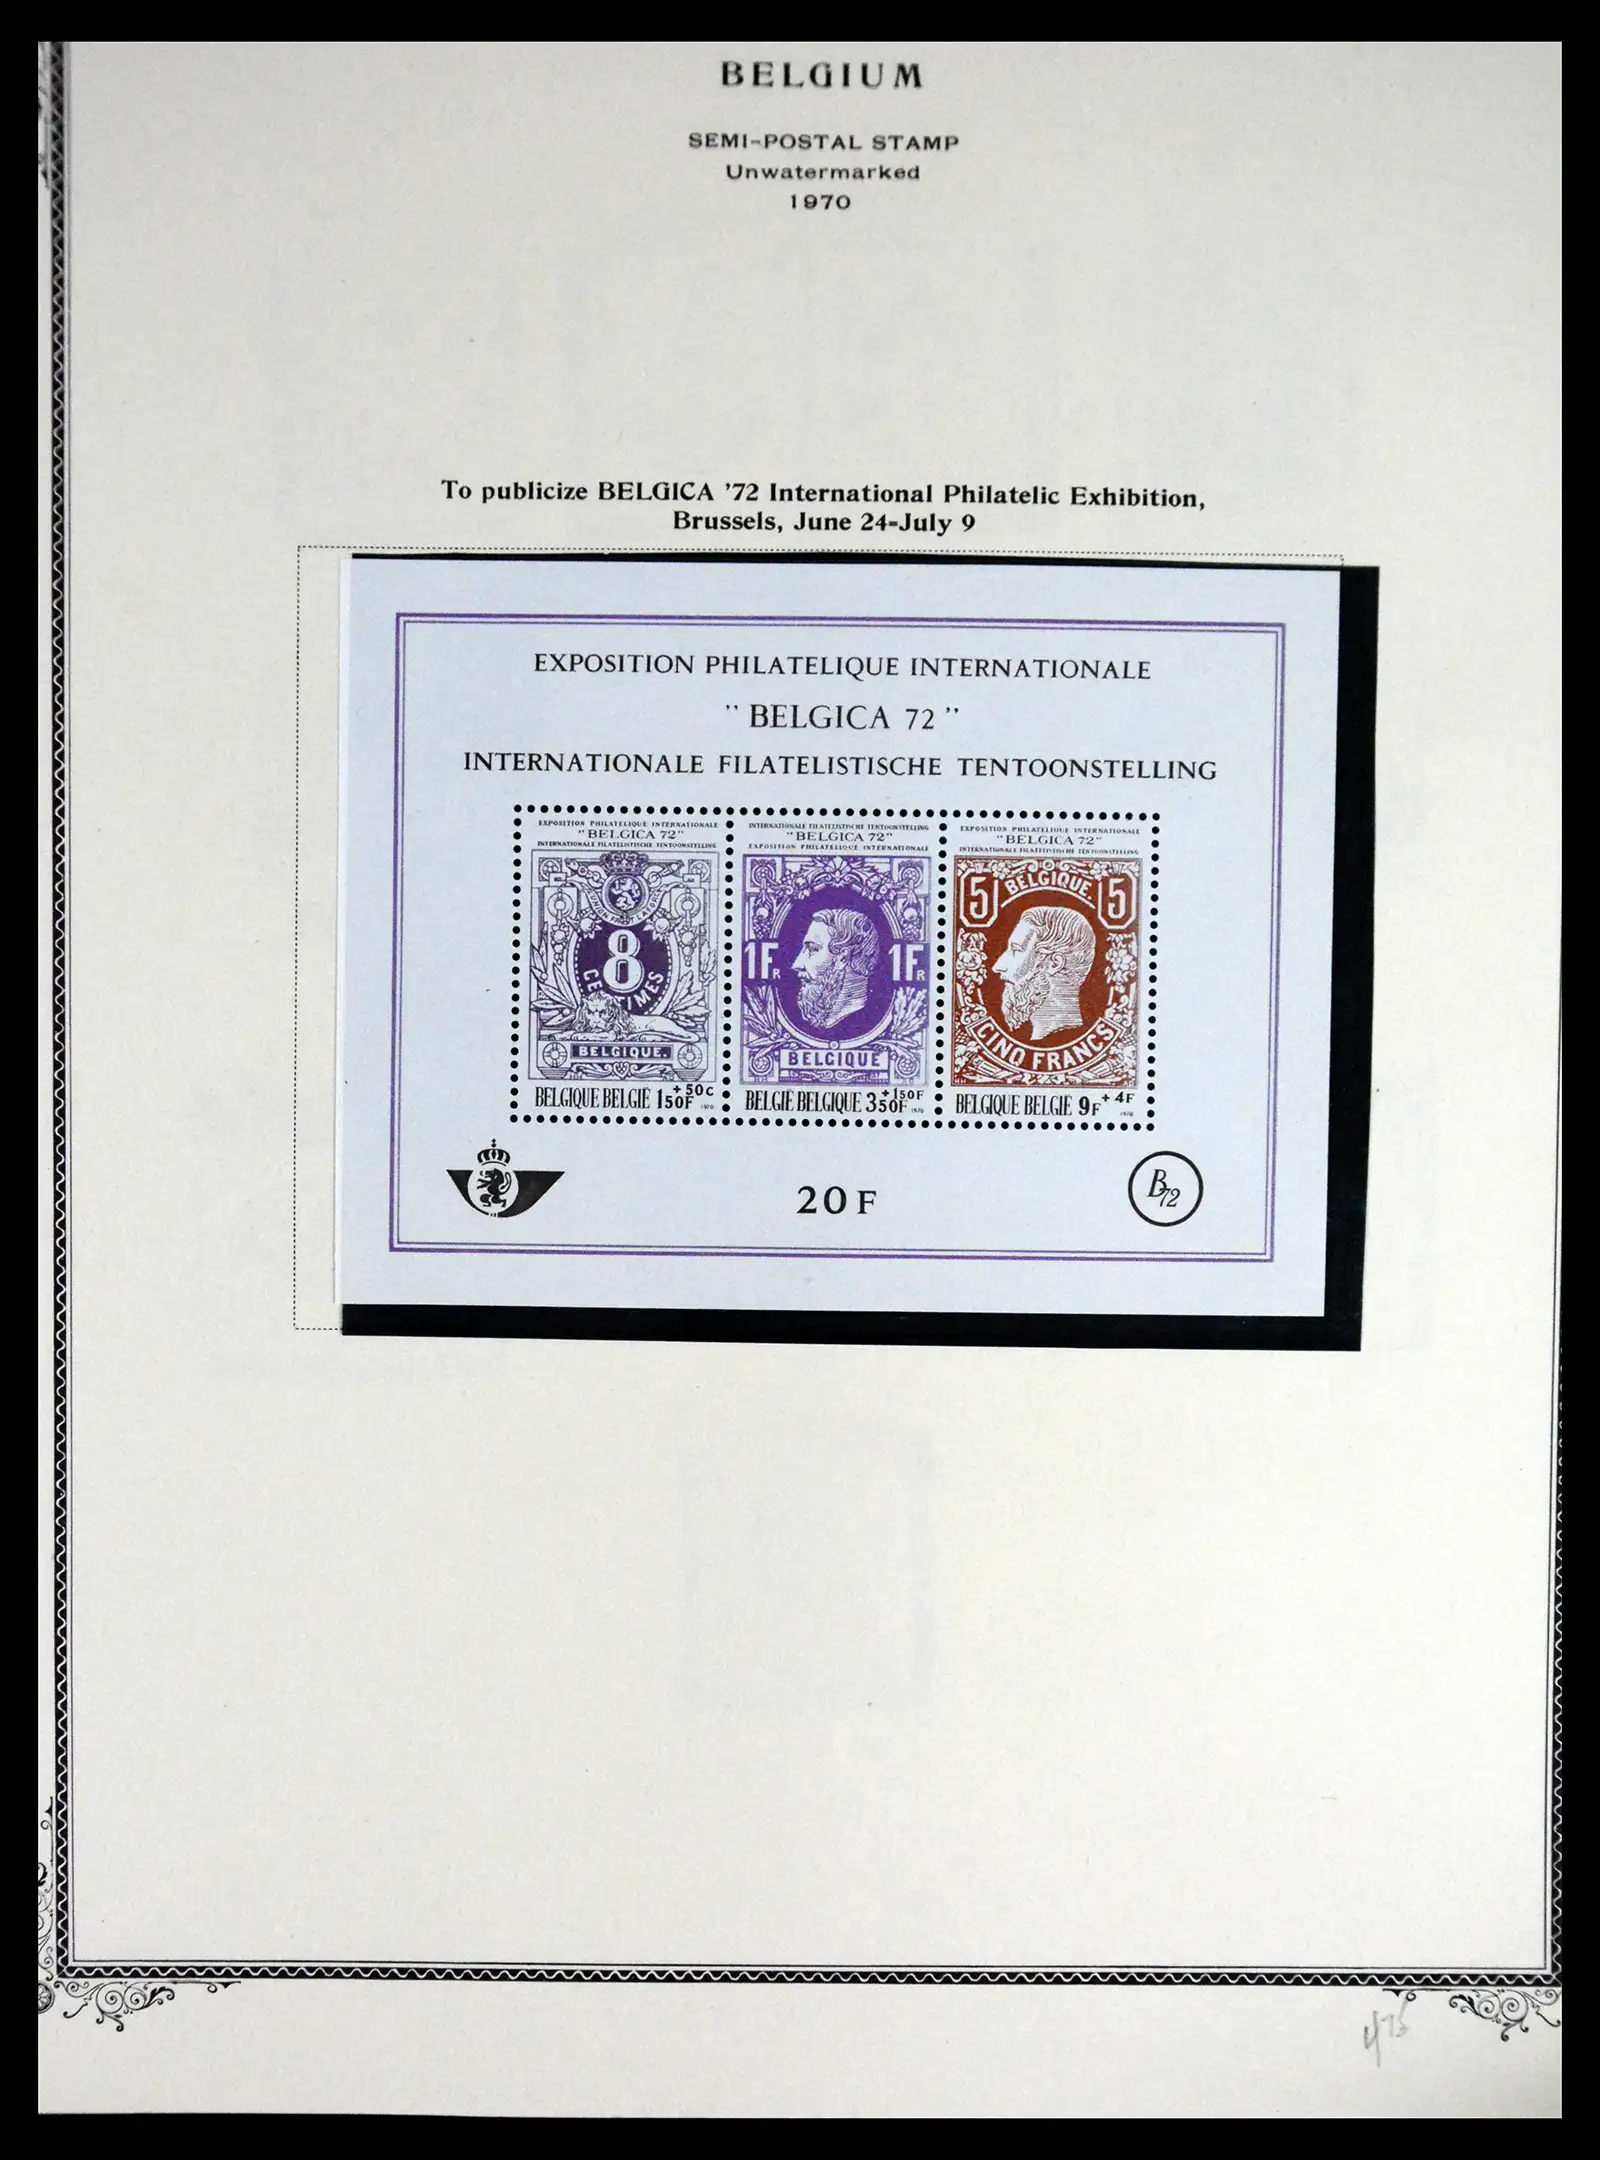 BELGIUM
SEMI-POSTAL STAMP
Unwatermarked
1970
To publicize BELGICA '72 International Philatelic Exhibition,
Brussels, June 24-July 9
EXPOSITION PHILATELIQUE INTERNATIONALE
" BELGICA 72 "
INTERNATIONALE FILATELISTISCHE TENTOONSTELLING
EXPOSITION PHILATELIQUE INTERNATIONALE
"BELGICA 72"
INTERNATIONALE FILATELISTISCHE TENTOONSTELLING
8
CENTIMES
BELGIQUE.
BELGIQUE BELGIË 1 50F +50C
1970
INTERNATIONALE FILATELISTISCHE TENTOONSTELLING
"BELGICA 72"
EXPOSITION PHILATELIQUE INTERNATIONALE
1FR 1FR
BELGIQUE
BELGIË BELGIQUE 3 50F +1 50F
1970
EXPOSITION PHILATELIQUE INTERNATIONALE
"BELGICA 72"
INTERNATIONALE FILATELISTISCHE TENTOONSTELLING
5 BELGIQUE. 5
CINQ FRANCS
BELGIQUE BELGIË 9F +4F
1970
20 F
B72
475